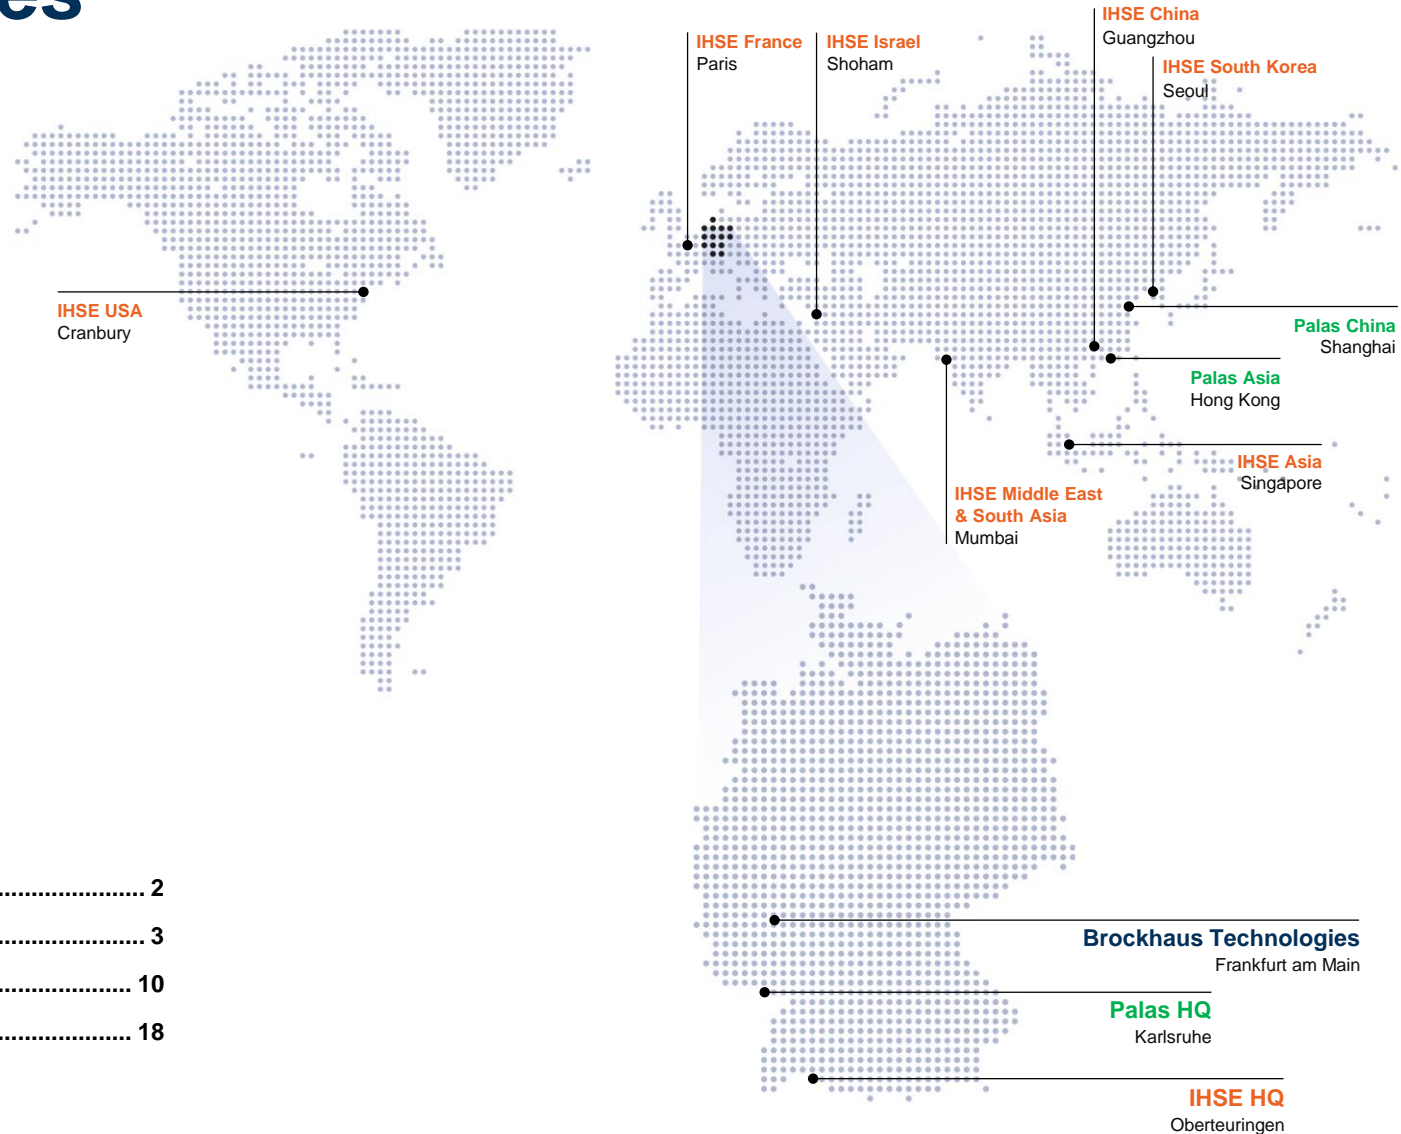 es
IHSE China
Guangzhou
IHSE France
Paris
IHSE Israel
Shoham
IHSE South Korea
Seoul
IHSE USA
Cranbury
Palas China
Shanghai
Palas Asia
Hong Kong
IHSE Asia
Singapore
IHSE Middle East
& South Asia
Mumbai
...................... 2
...................... 3
.................... 10
.................... 18
Brockhaus Technologies
Frankfurt am Main
Palas HQ
Karlsruhe
IHSE HQ
Oberteuringen